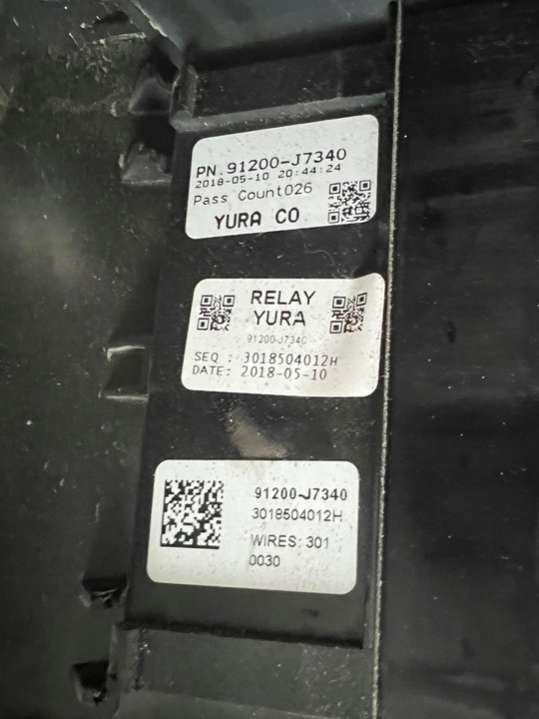 PN.91200-J7340
2018-05-10 20:44:24
Pass Count026
YURA CO
RELAY
YURA
91200-J7340
SEQ : 3018504012H
DATE: 2018-05-10
91200-J7340
3018504012H
WIRES: 301
0030